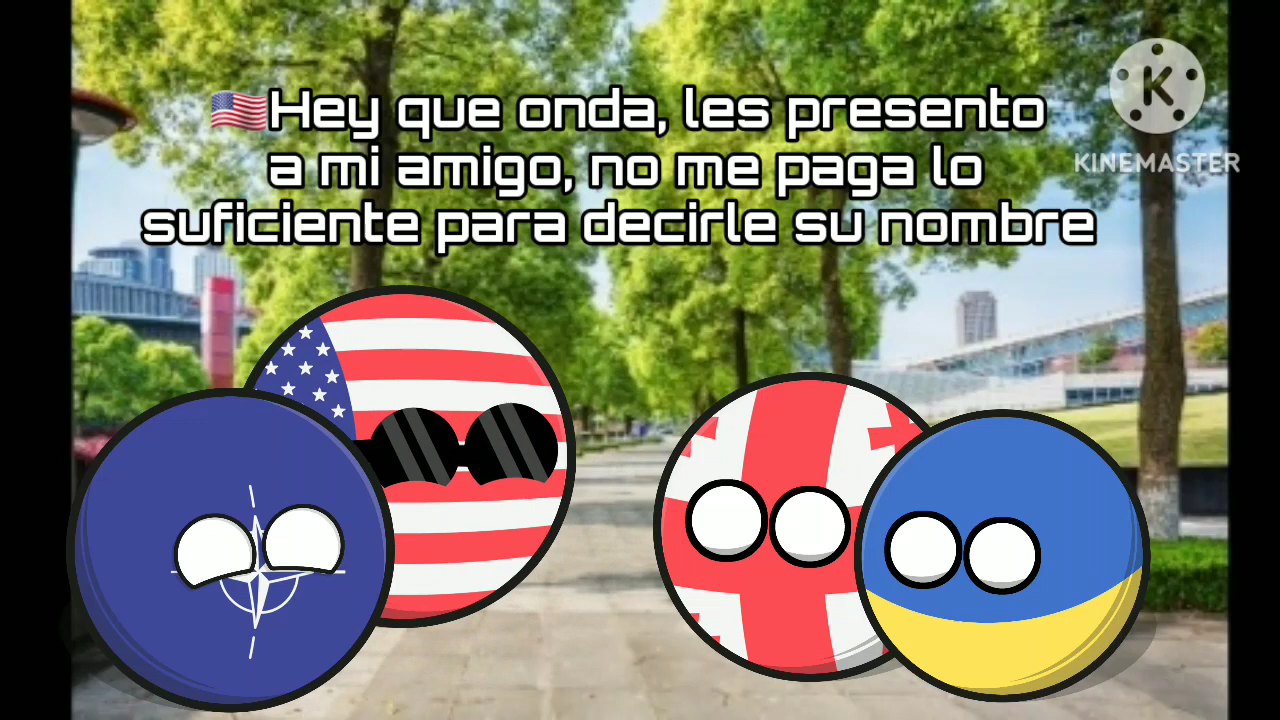 🇺🇸Hey que onda, les presento
a mi amigo, no me paga lo
suficiente para decirle su nombre
K
KINEMASTER